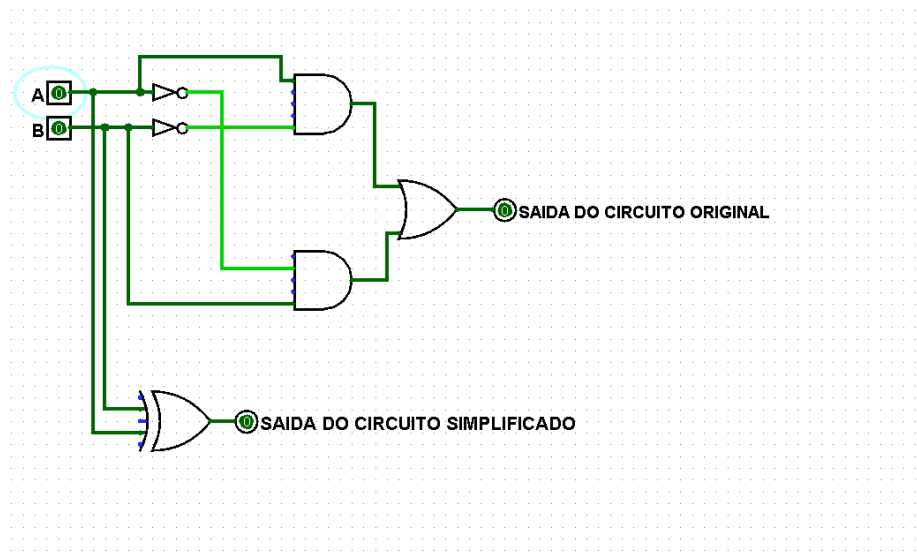 A 0
B 0
0 SAIDA DO CIRCUITO ORIGINAL
0 SAIDA DO CIRCUITO SIMPLIFICADO